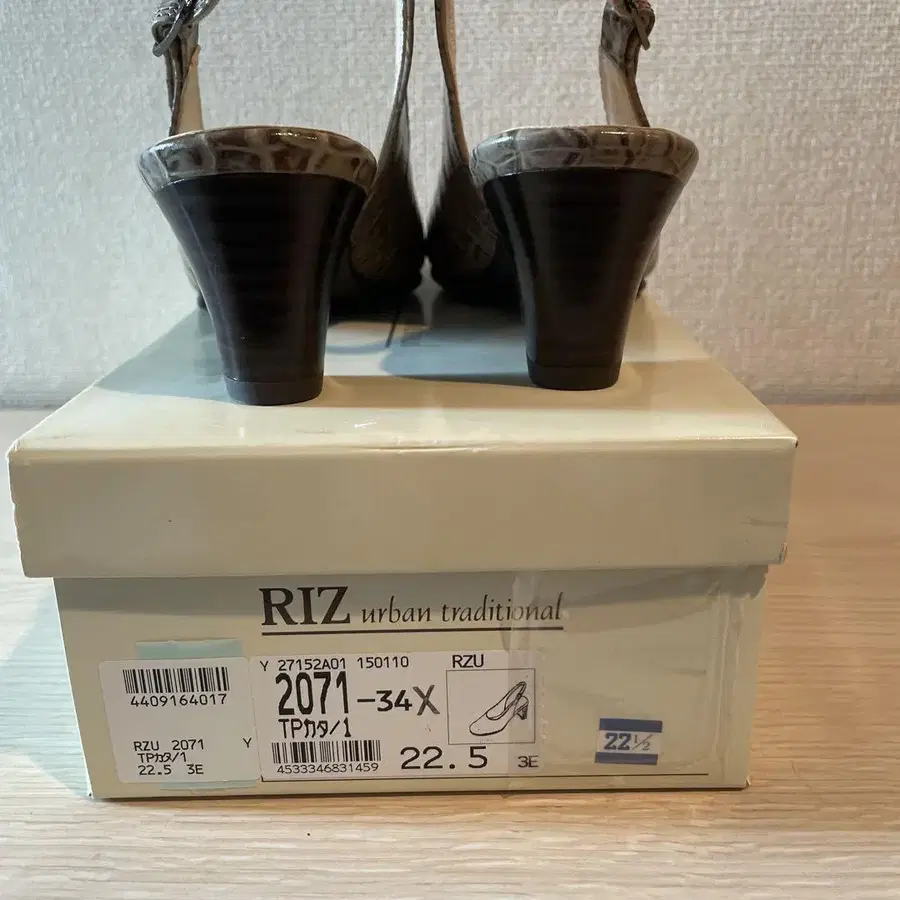 RIZ urban traditional
4409164017
RZU 2071 Y
TPカタ/1
22.5 3E
Y 27152A01 150110
2071-34X
TPカタ/1
4533346831459
22.5 3E
RZU
22½